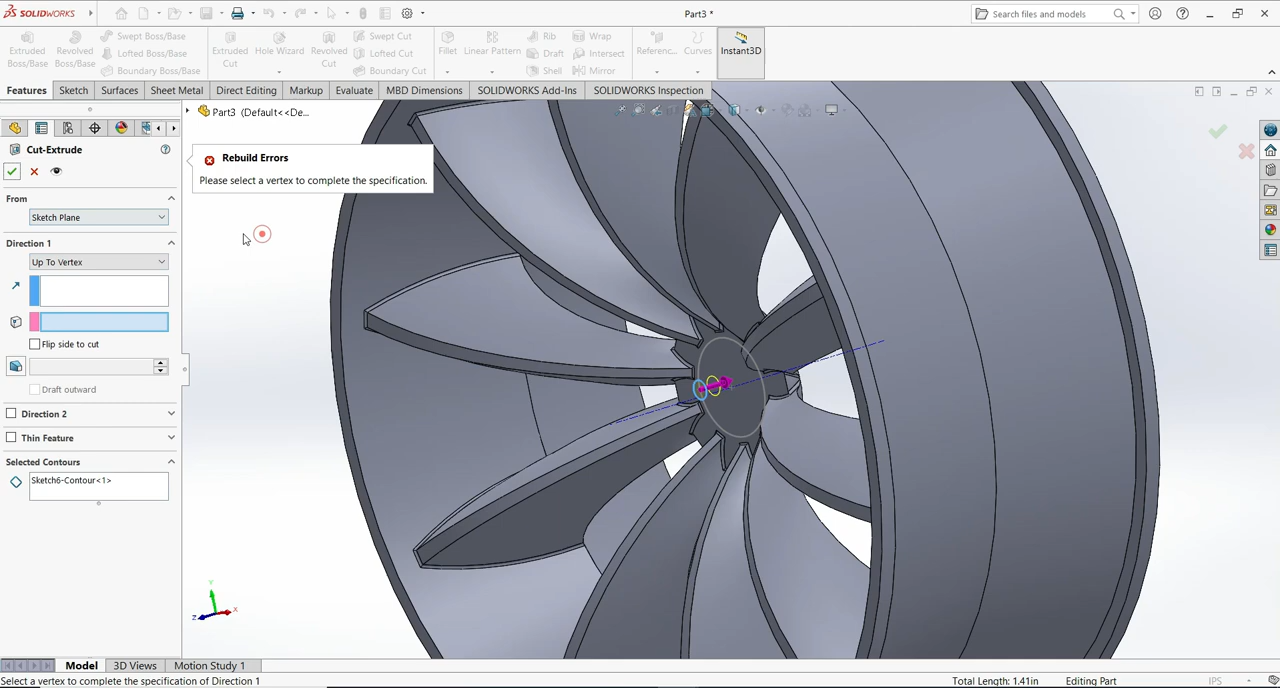 SOLIDWORKS
Part3 *
Search files and models
Extruded Boss/Base
Revolved Boss/Base
Swept Boss/Base
Lofted Boss/Base
Boundary Boss/Base
Extruded Cut
Hole Wizard
Revolved Cut
Swept Cut
Lofted Cut
Boundary Cut
Fillet
Linear Pattern
Rib
Draft
Shell
Wrap
Intersect
Mirror
Referenc...
Curves
Instant3D
Features
Sketch
Surfaces
Sheet Metal
Direct Editing
Markup
Evaluate
MBD Dimensions
SOLIDWORKS Add-Ins
SOLIDWORKS Inspection
Part3 (Default<<De...
Cut-Extrude
Rebuild Errors
Please select a vertex to complete the specification.
From
Sketch Plane
Direction 1
Up To Vertex
Flip side to cut
Draft outward
Direction 2
Thin Feature
Selected Contours
Sketch6-Contour<1>
Y
X
Z
Model
3D Views
Motion Study 1
Select a vertex to complete the specification of Direction 1
Total Length: 1.41in
Editing Part
IPS